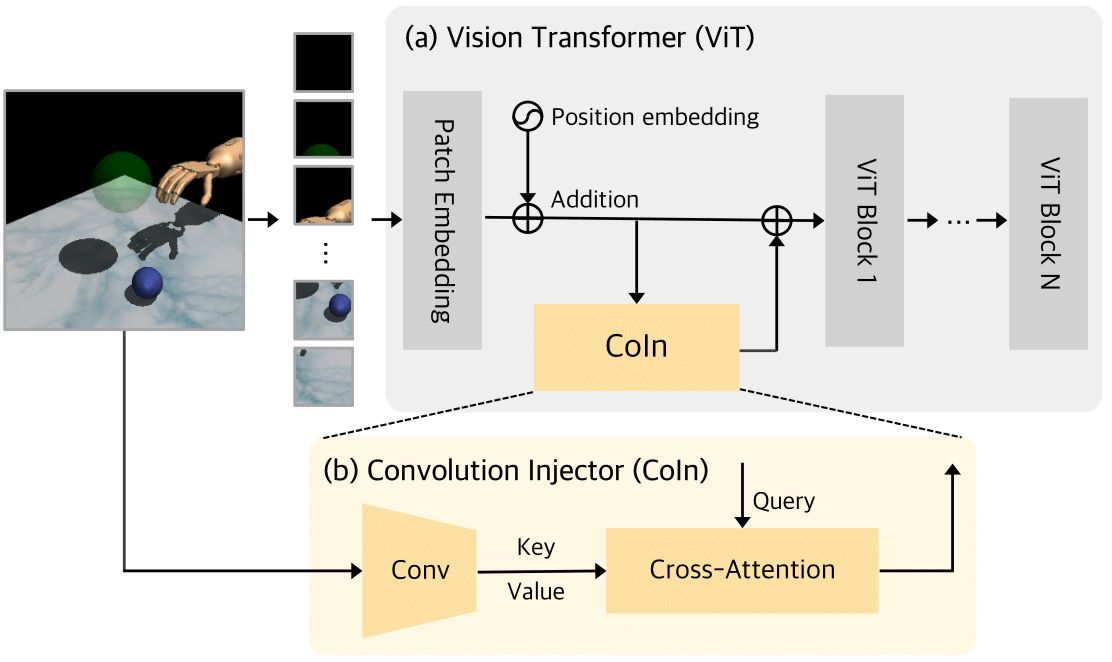 (a) Vision Transformer (ViT)
Patch Embedding
Position embedding
Addition
ViT Block 1
...
ViT Block N
CoIn
(b) Convolution Injector (CoIn)
Query
Conv
Key
Value
Cross-Attention